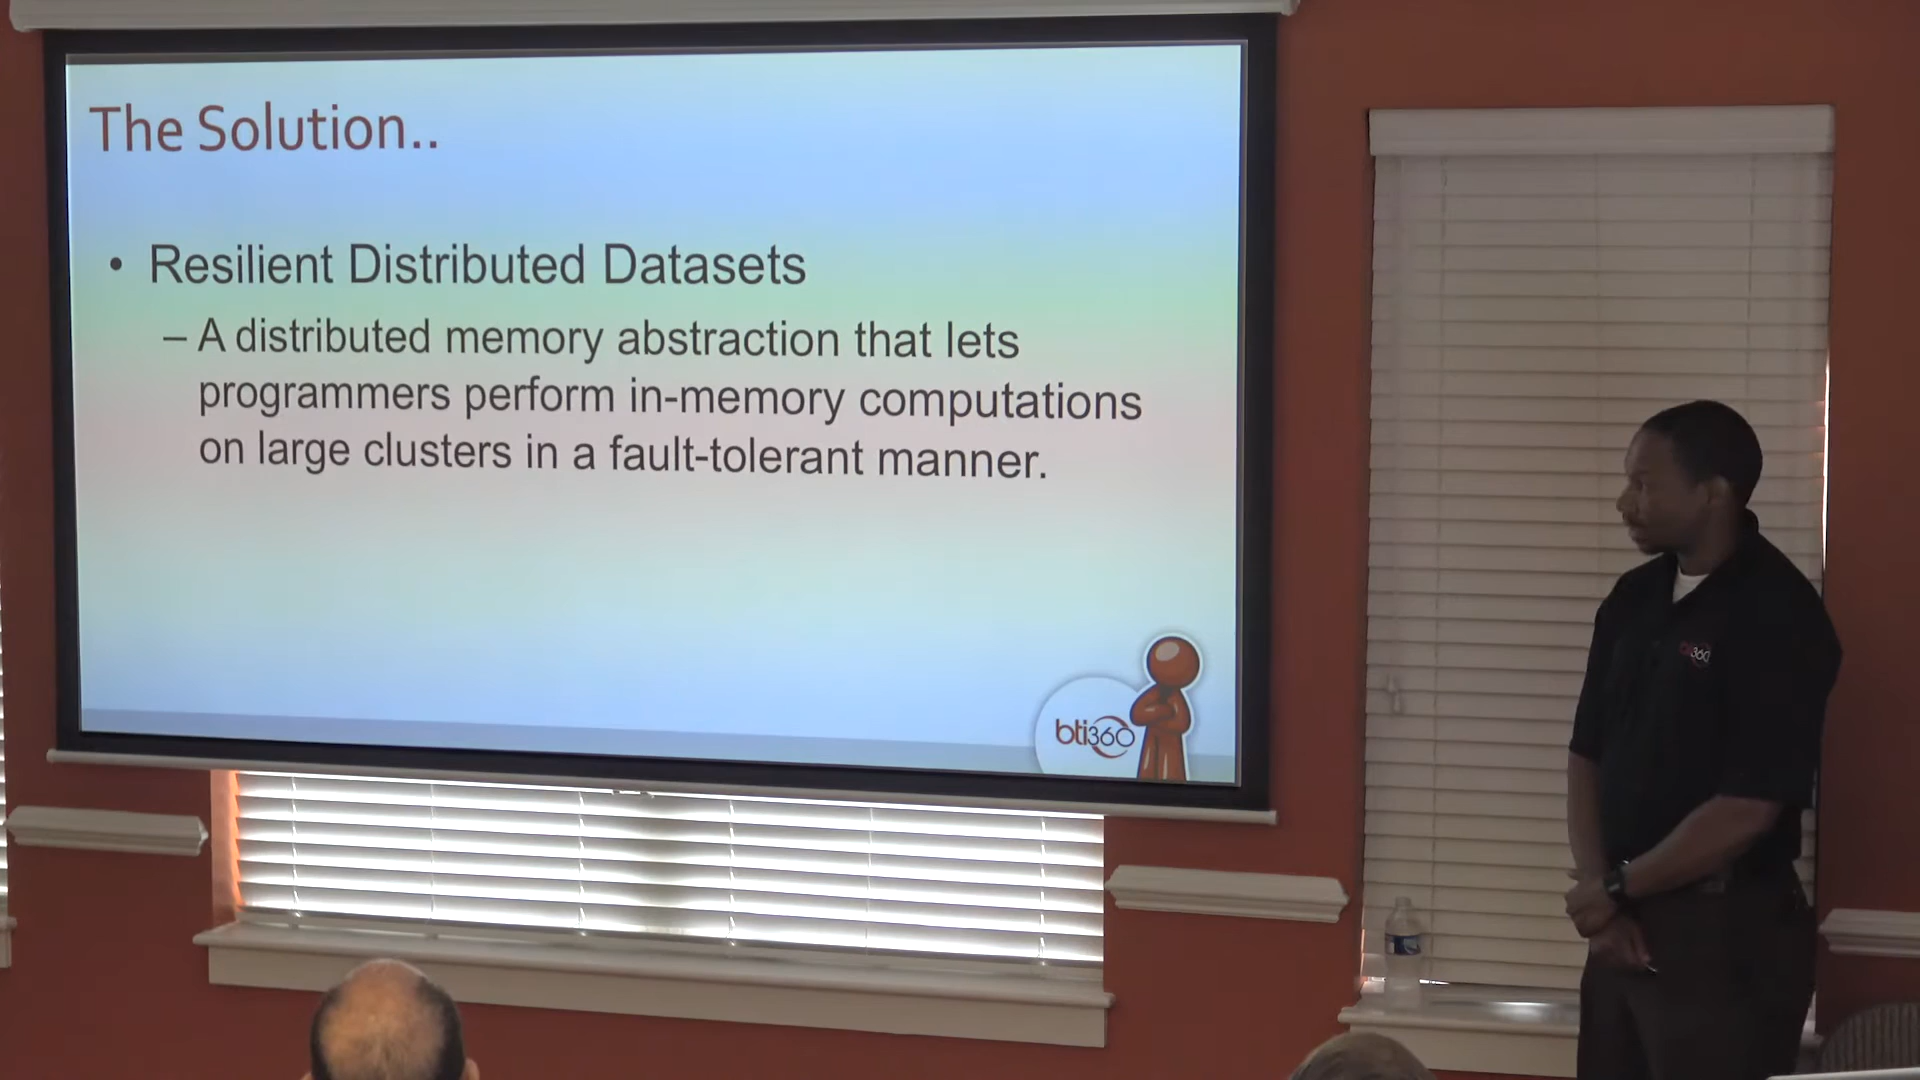 The Solution..
• Resilient Distributed Datasets
– A distributed memory abstraction that lets
programmers perform in-memory computations
on large clusters in a fault-tolerant manner.
bti360
360